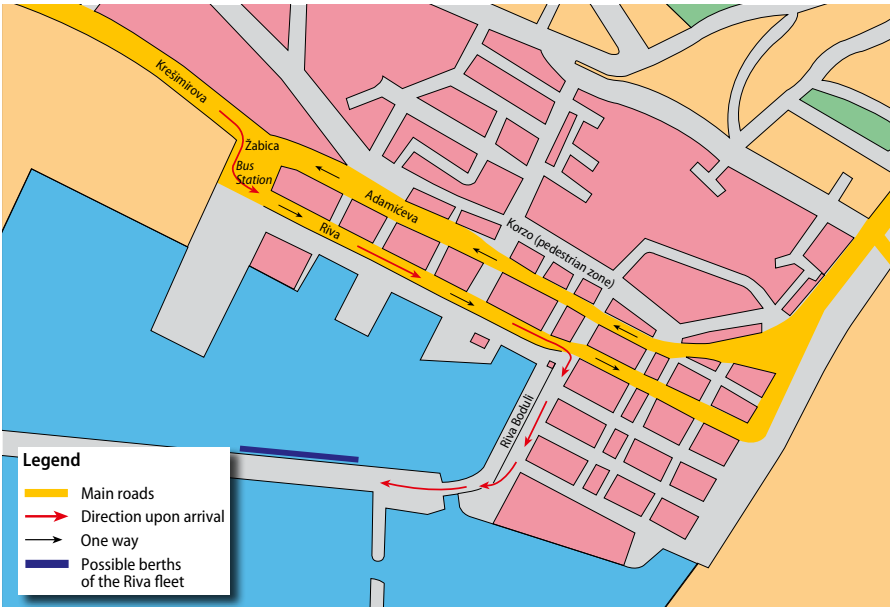 Krešimirova
Žabica
Bus
Station
Riva
Adamićeva
Korzo (pedestrian zone)
Riva Boduli
Legend
Main roads
Direction upon arrival
One way
Possible berths
of the Riva fleet